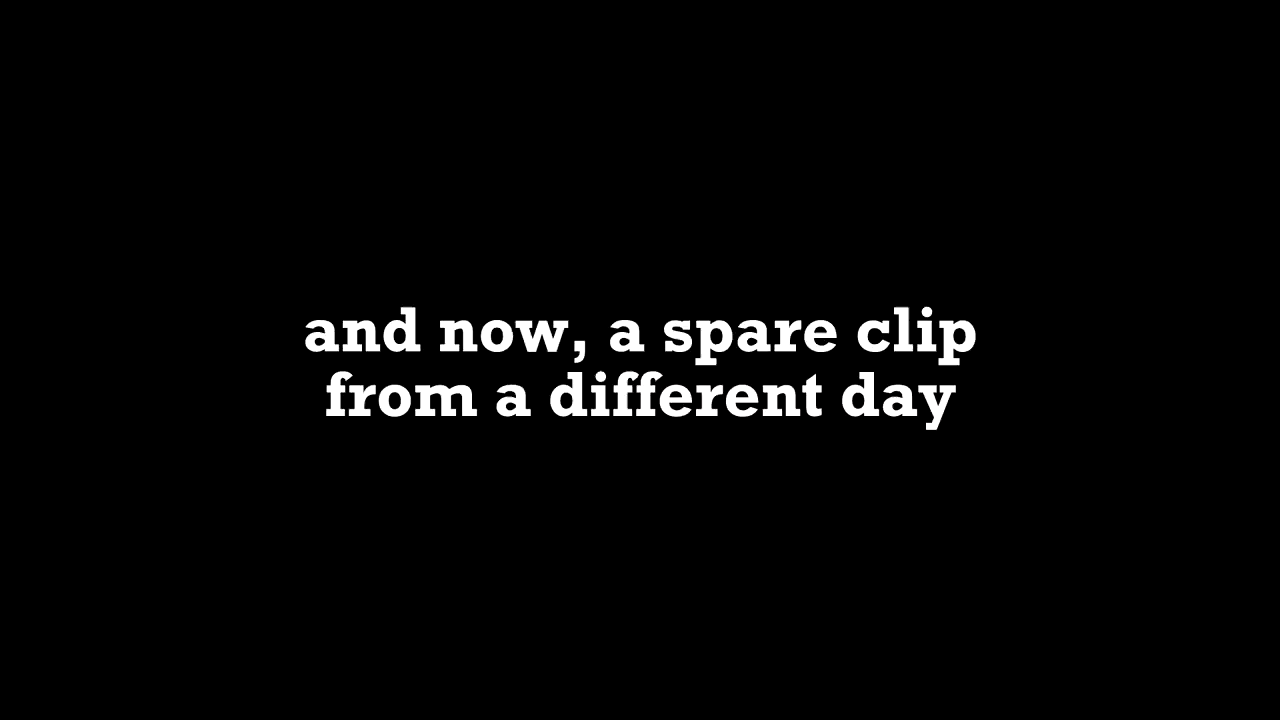 and now, a spare clip
from a different day